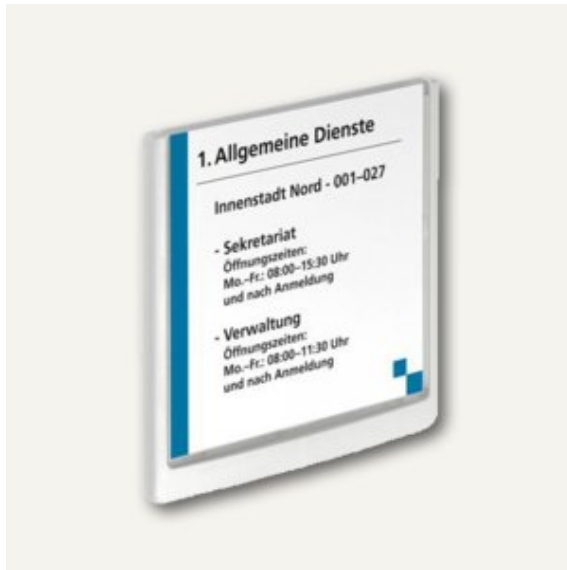 1. Allgemeine Dienste
Innenstadt Nord - 001–027
- Sekretariat
Öffnungszeiten:
Mo.–Fr.: 08:00–15:30 Uhr
und nach Anmeldung
- Verwaltung
Öffnungszeiten:
Mo.–Fr.: 08:00–11:30 Uhr
und nach Anmeldung